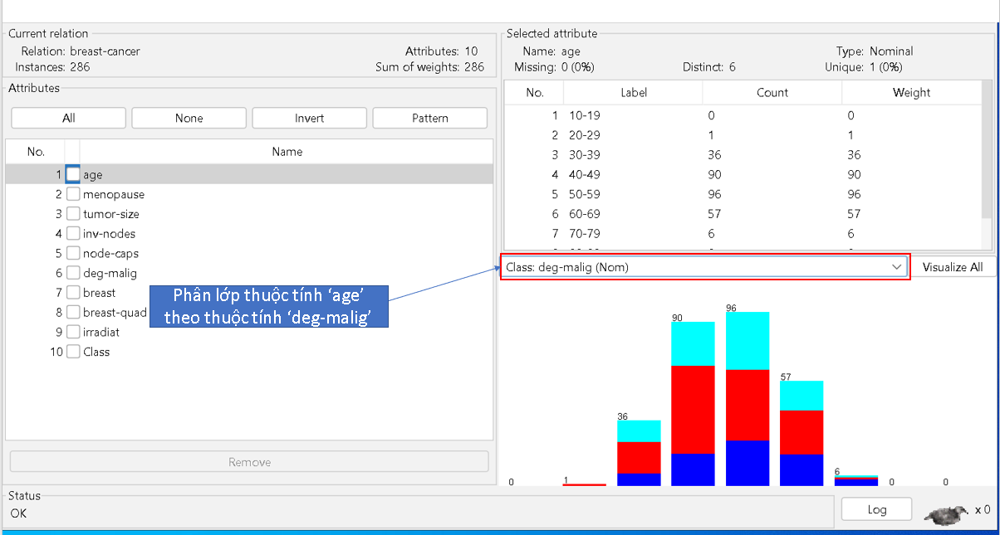 Current relation
Relation: breast-cancer
Attributes: 10
Instances: 286
Sum of weights: 286
Attributes
All
None
Invert
Pattern
No.
Name
1 age
2 menopause
3 tumor-size
4 inv-nodes
5 node-caps
6 deg-malig
7 breast
8 breast-quad
9 irradiat
10 Class
Phân lớp thuộc tính ‘age’
theo thuộc tính ‘deg-malig’
Remove
Selected attribute
Name: age
Type: Nominal
Missing: 0 (0%)
Distinct: 6
Unique: 1 (0%)
No. Label Count Weight
1 10-19 0 0
2 20-29 1 1
3 30-39 36 36
4 40-49 90 90
5 50-59 96 96
6 60-69 57 57
7 70-79 6 6
Class: deg-malig (Nom)
Visualize All
0
1
36
90
96
57
6
0
0
Status
OK
Log
x 0